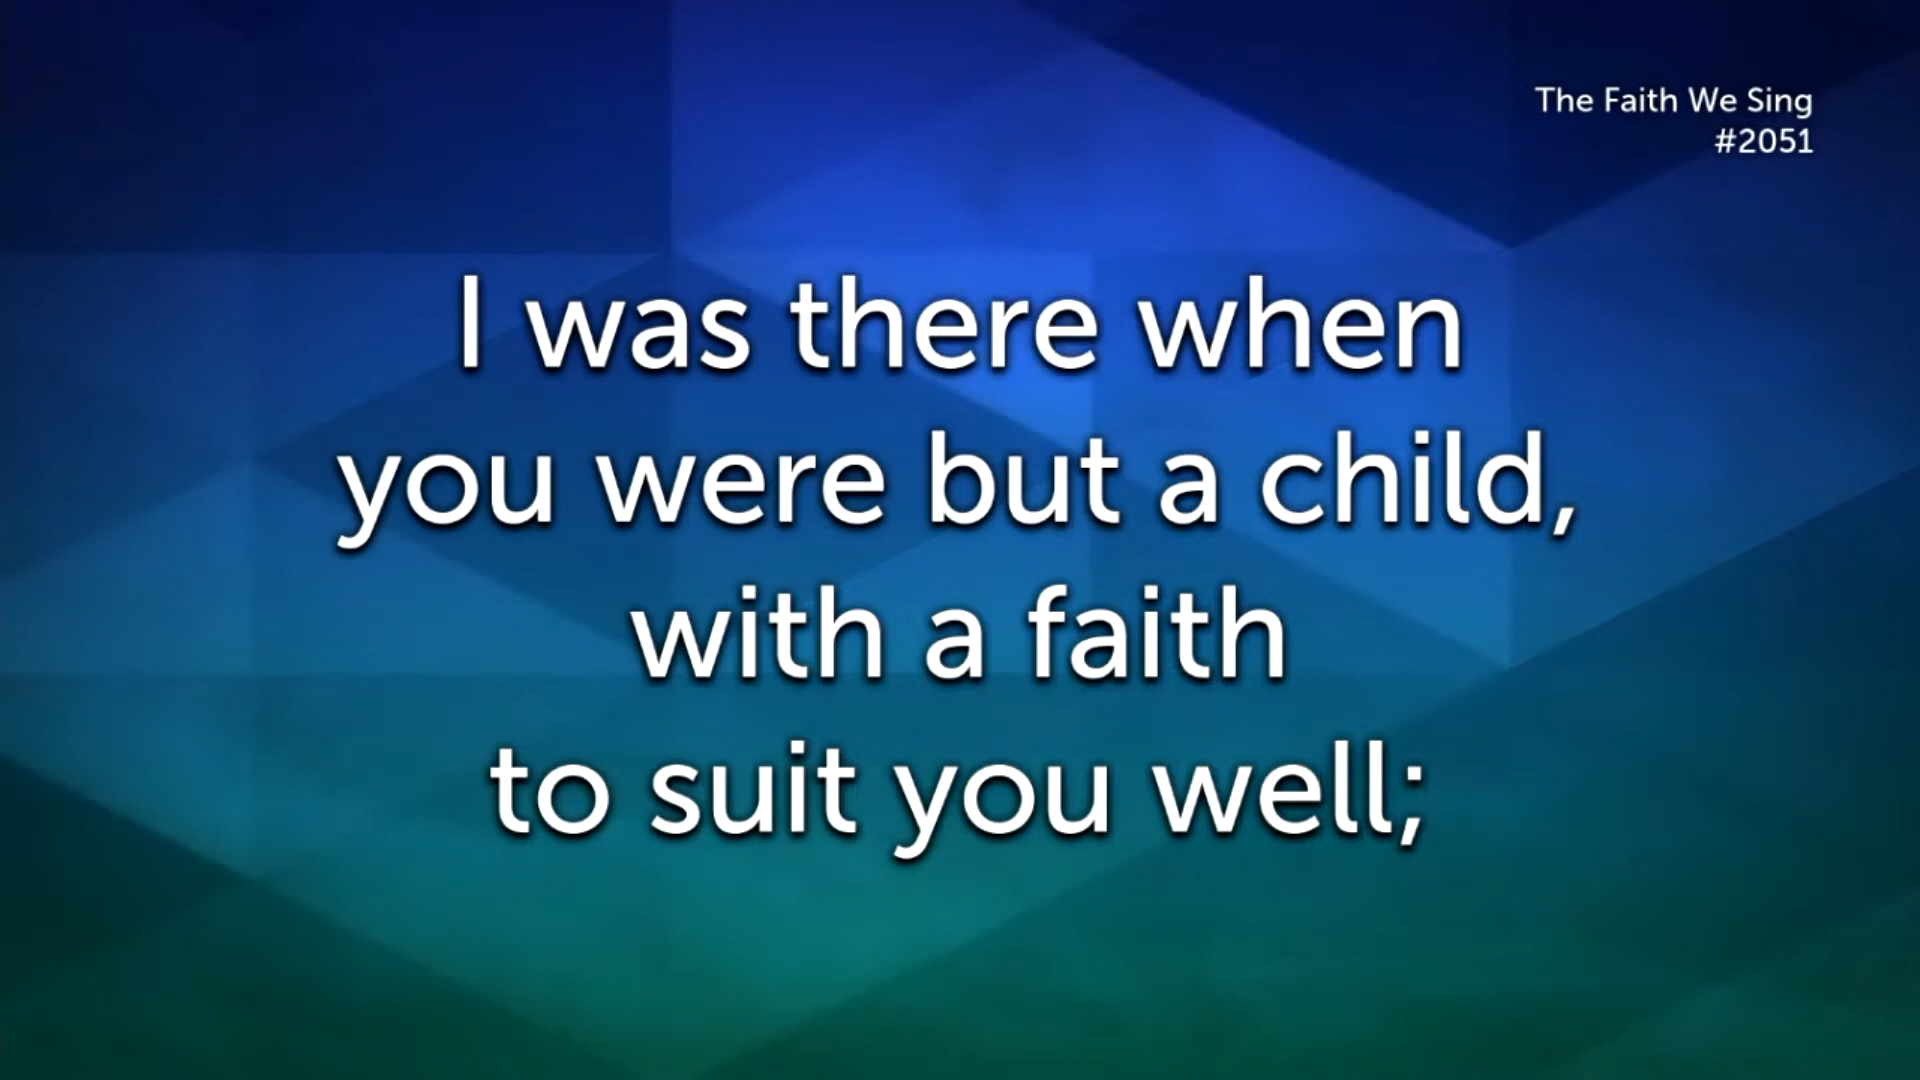 The Faith We Sing
#2051
I was there when
you were but a child,
with a faith
to suit you well;